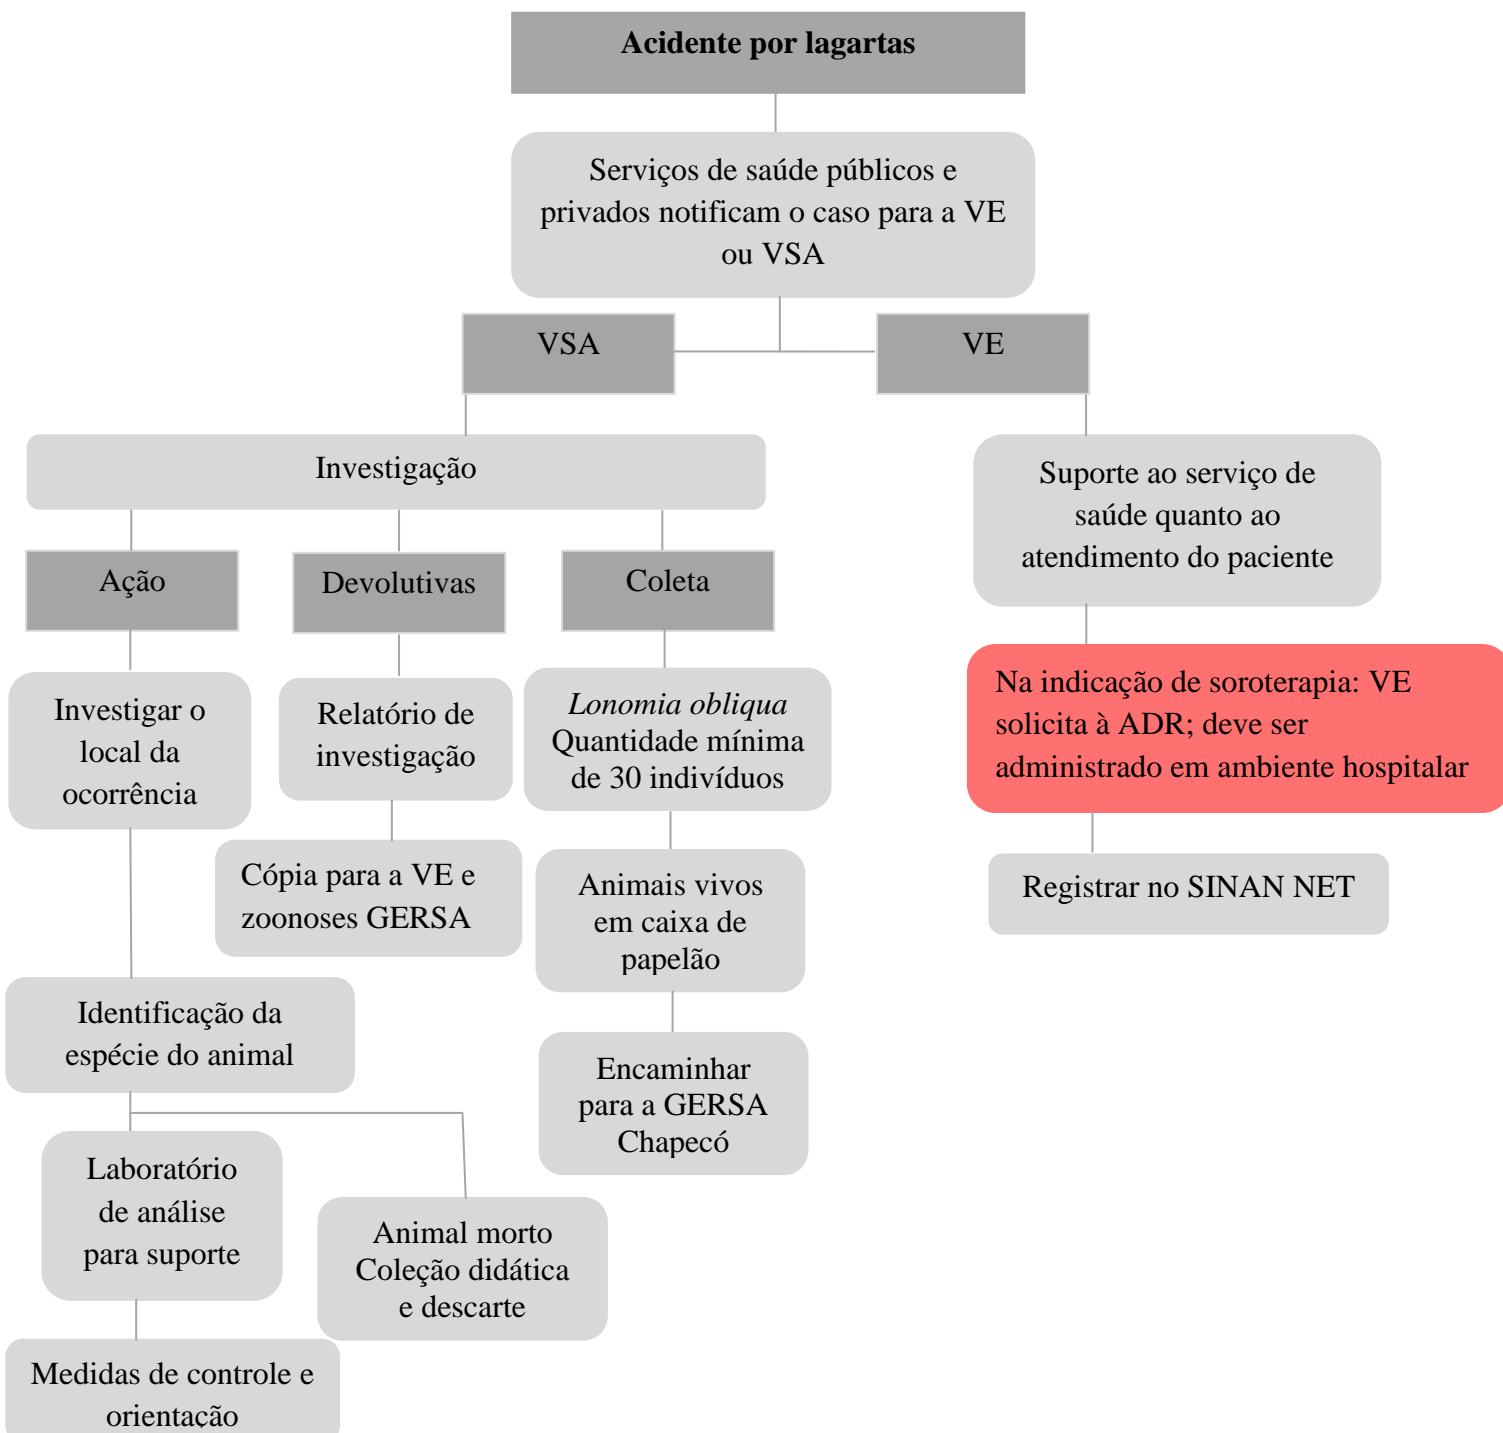 Acidente por lagartas
Serviços de saúde públicos e
privados notificam o caso para a VE
ou VSA
VSA
VE
Investigação
Suporte ao serviço de
saúde quanto ao
atendimento do paciente
Ação
Devolutivas
Coleta
Investigar o
local da
ocorrência
Relatório de
investigação
Lonomia obliqua
Quantidade mínima
de 30 indivíduos
Na indicação de soroterapia: VE
solicita à ADR; deve ser
administrado em ambiente hospitalar
Cópia para a VE e
zoonoses GERSA
Animais vivos
em caixa de
papelão
Registrar no SINAN NET
Identificação da
espécie do animal
Encaminhar
para a GERSA
Chapecó
Laboratório
de análise
para suporte
Animal morto
Coleção didática
e descarte
Medidas de controle e
orientação